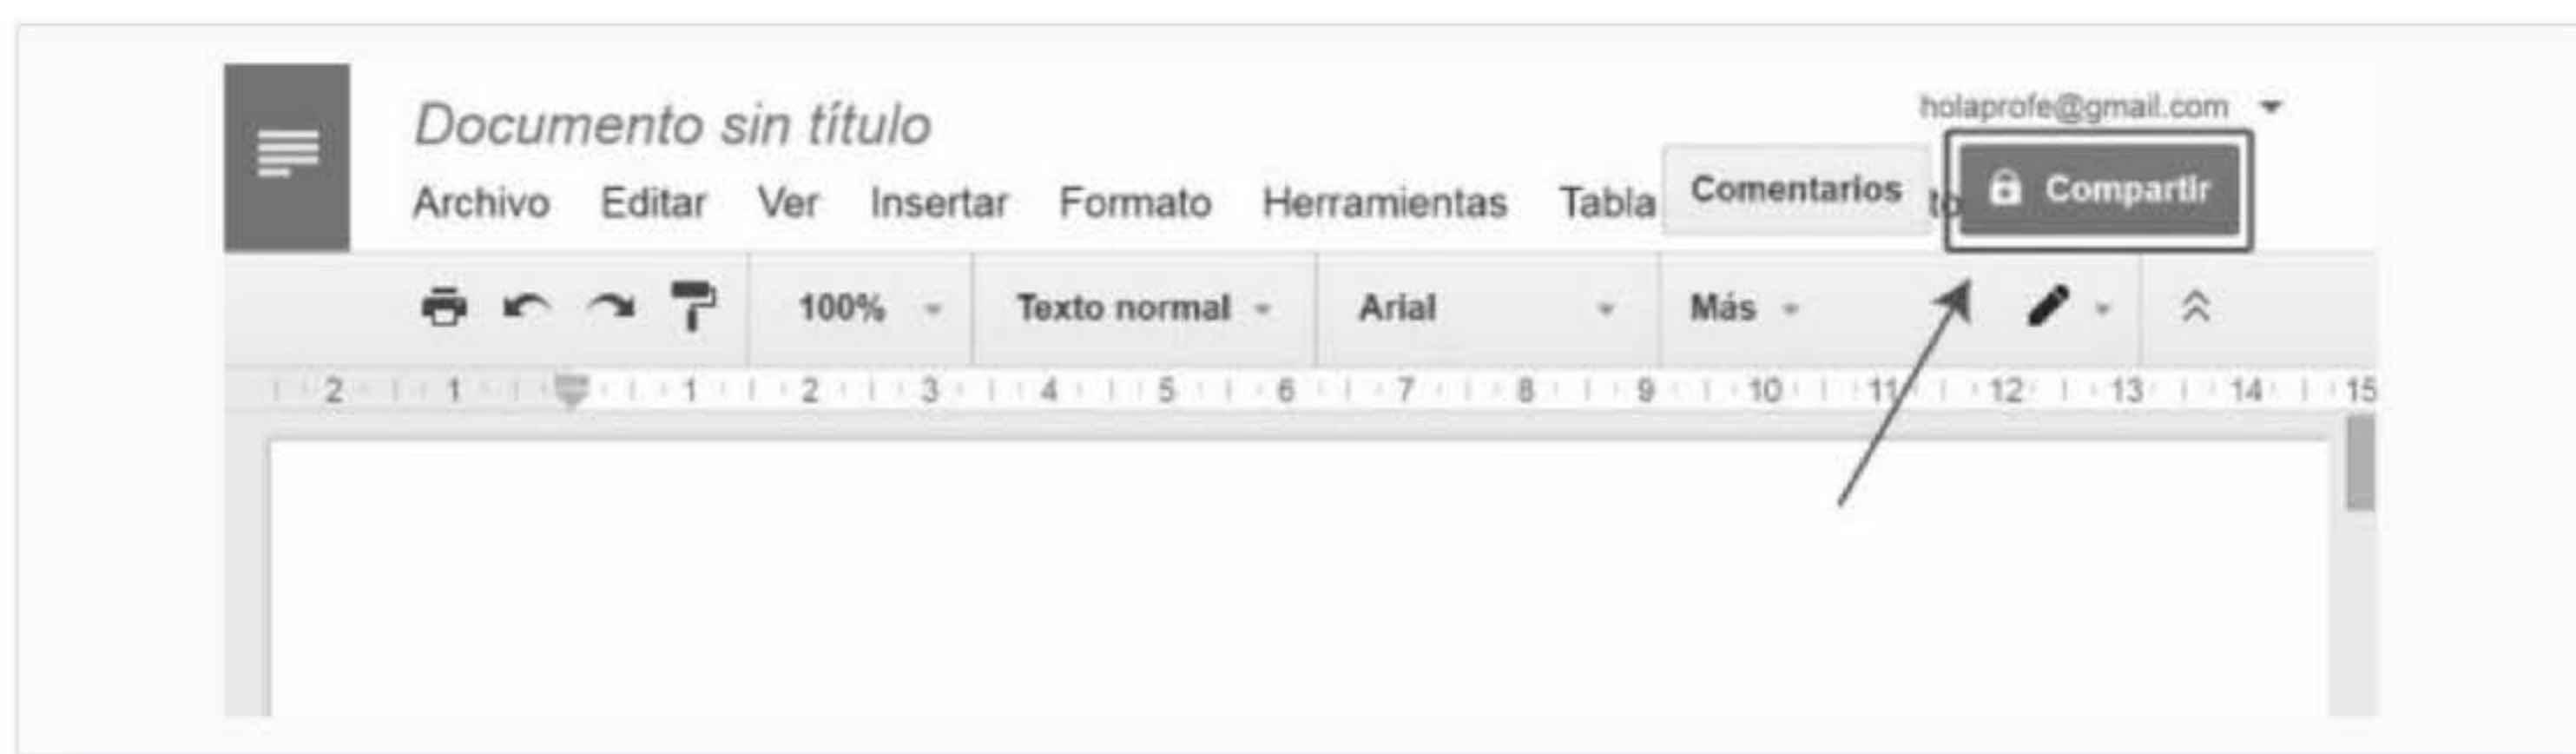 Documento sin título
holaprofe@gmail.com
Archivo Editar Ver Insertar Formato Herramientas Tabla Comentarios to Compartir
100% Texto normal Arial Más
2 1 1 2 3 4 5 6 7 8 9 10 11 12 13 14 15